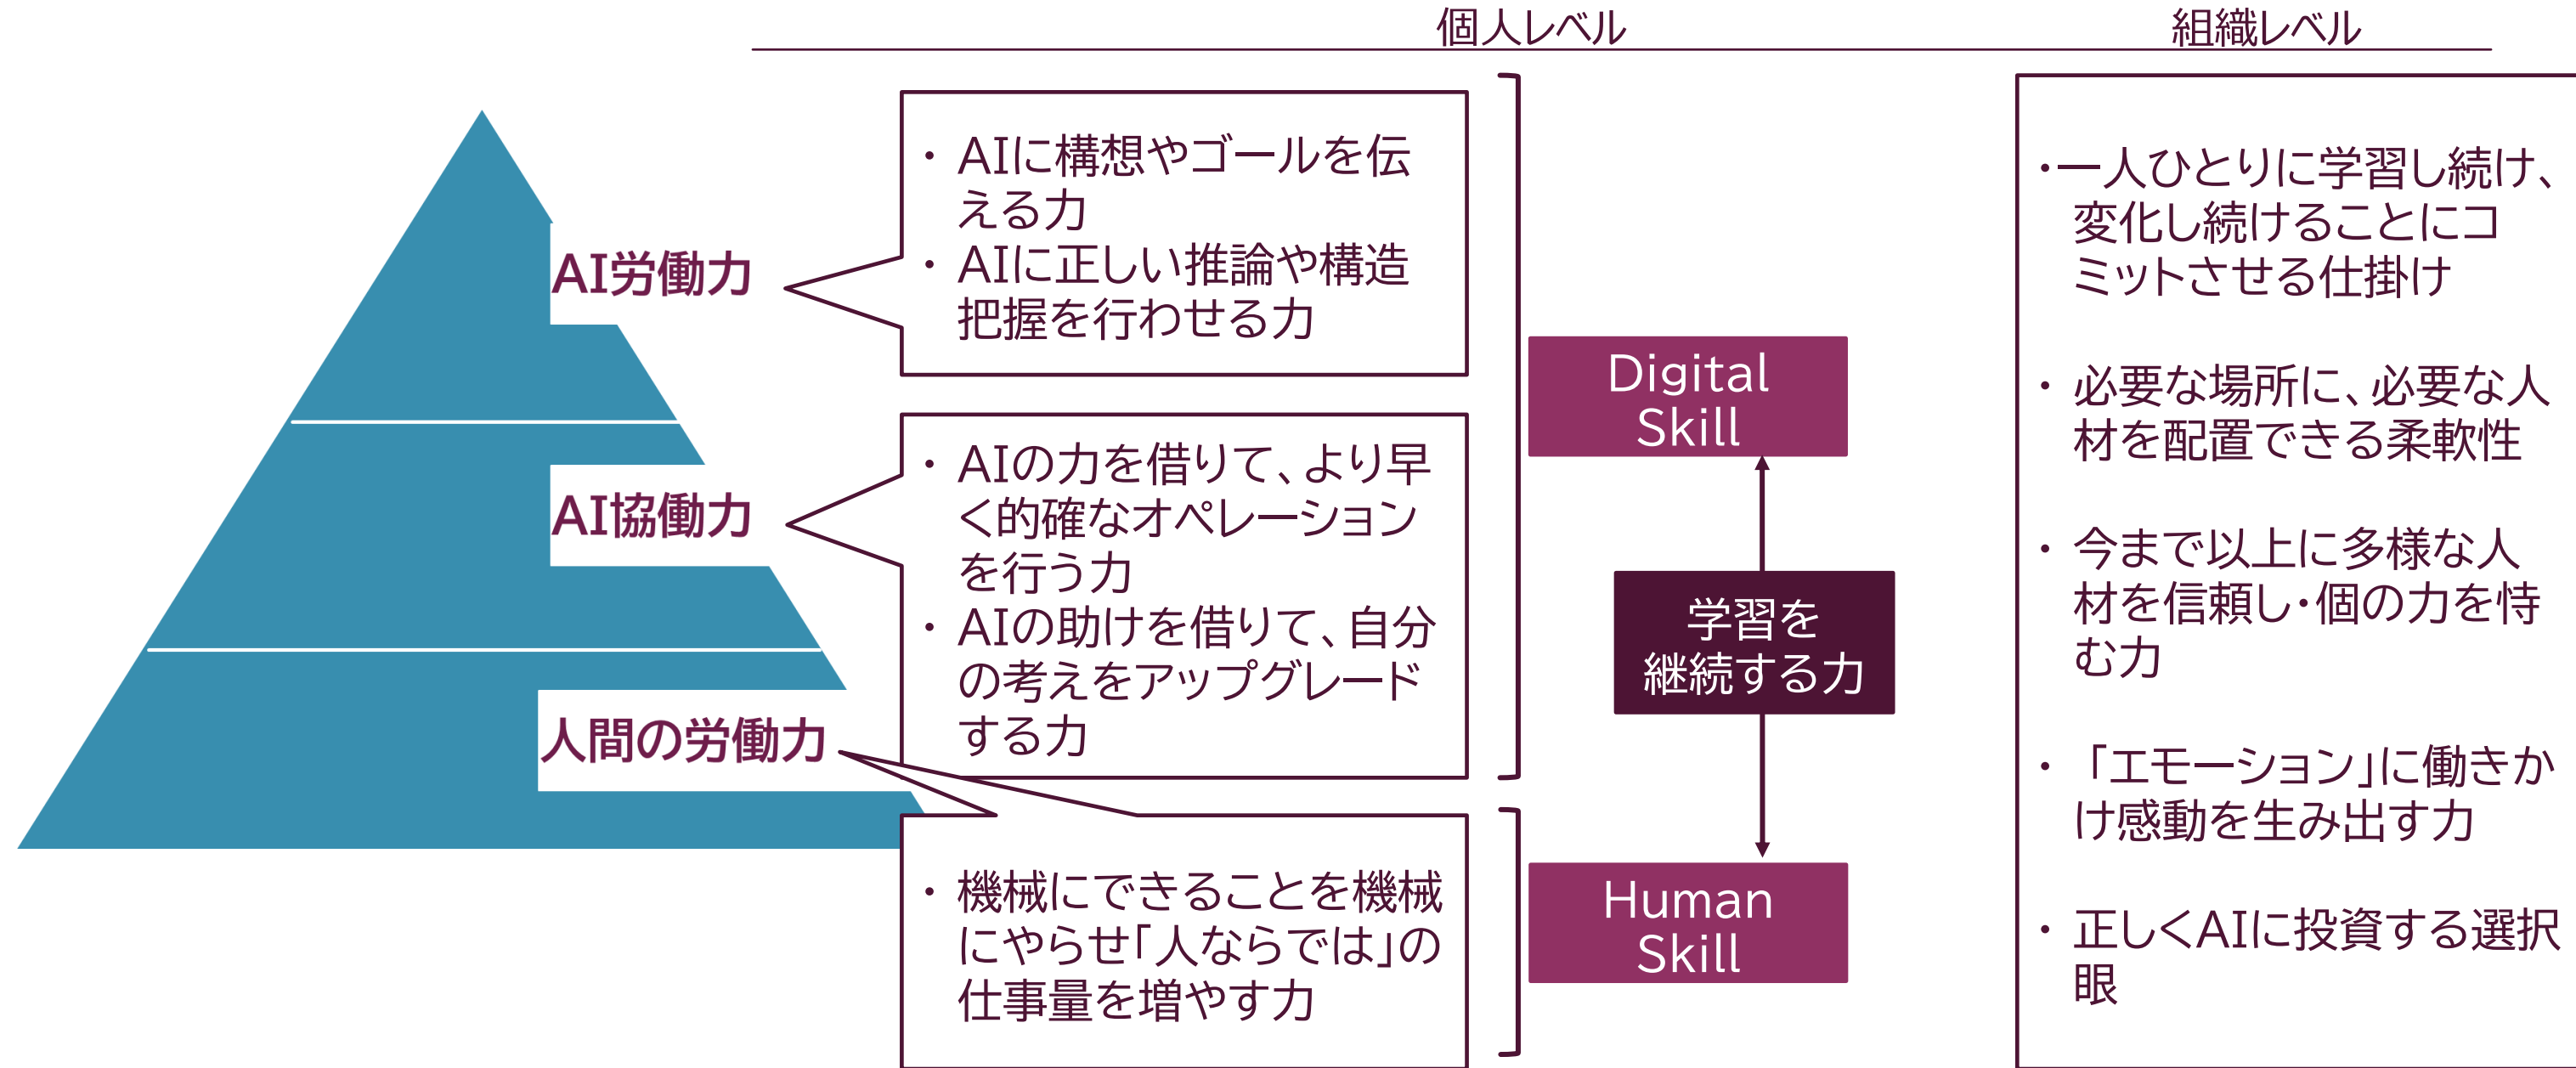 個人レベル
組織レベル
AI労働力
・ AIに構想やゴールを伝
える力
・ AIに正しい推論や構造
把握を行わせる力
AI協働力
・ AIの力を借りて、より早
く的確なオペレーション
を行う力
・ AIの助けを借りて、自分
の考えをアップグレード
する力
人間の労働力
・ 機械にできることを機械
にやらせ「人ならでは」の
仕事量を増やす力
Digital
Skill
学習を
継続する力
Human
Skill
・一人ひとりに学習し続け、
変化し続けることにコ
ミットさせる仕掛け
・ 必要な場所に、必要な人
材を配置できる柔軟性
・ 今まで以上に多様な人
材を信頼し・個の力を恃
む力
・ 「エモーション」に働きか
け感動を生み出す力
・ 正しくAIに投資する選択
眼